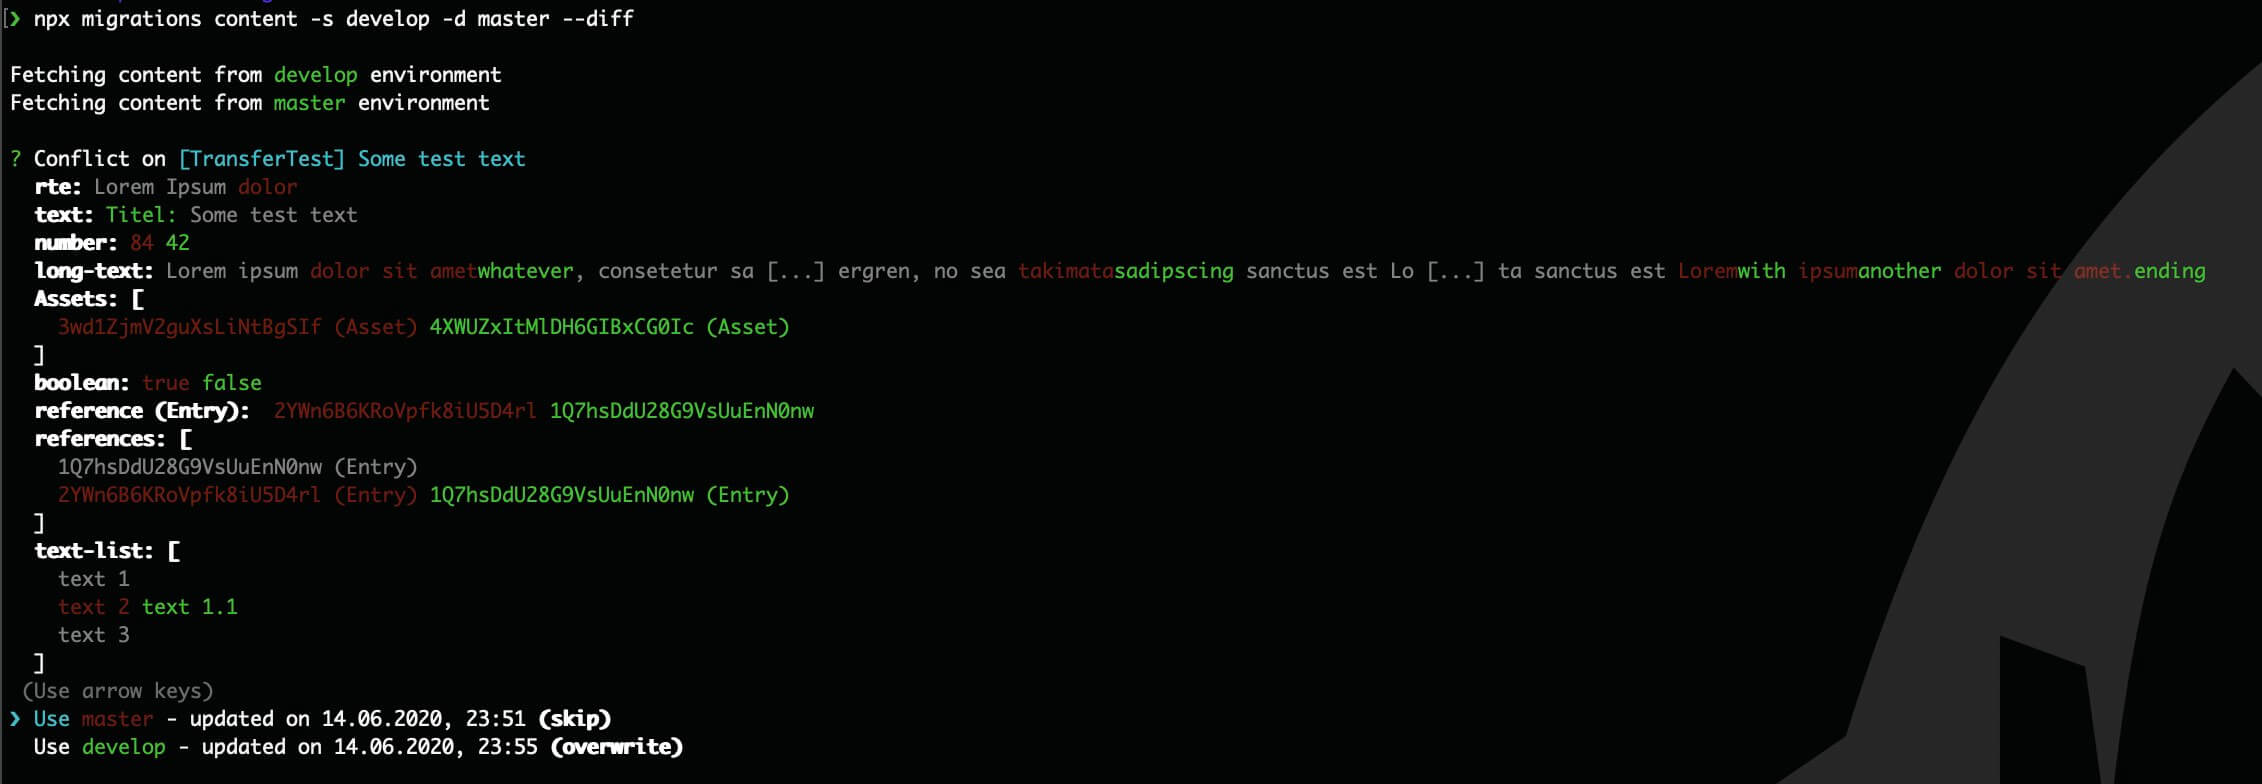 [❯ npx migrations content -s develop -d master --diff
Fetching content from develop environment
Fetching content from master environment
? Conflict on [TransferTest] Some test text
rte: Lorem Ipsum dolor
text: Titel: Some test text
number: 84 42
long-text: Lorem ipsum dolor sit ametwhatever, consetetur sa [...] ergren, no sea takimatasadipscing sanctus est Lo [...] ta sanctus est Loremwith ipsumanother dolor sit amet.ending
Assets: [
3wd1ZjmV2guXsLiNtBgSIf (Asset) 4XWUZxItMlDH6GIBxCG0Ic (Asset)
]
boolean: true false
reference (Entry): 2YWn6B6KRoVpfk8iU5D4rl 1Q7hsDdU28G9VsUuEnN0nw
references: [
1Q7hsDdU28G9VsUuEnN0nw (Entry)
2YWn6B6KRoVpfk8iU5D4rl (Entry) 1Q7hsDdU28G9VsUuEnN0nw (Entry)
]
text-list: [
text 1
text 2 text 1.1
text 3
]
(Use arrow keys)
❯ Use master - updated on 14.06.2020, 23:51 (skip)
Use develop - updated on 14.06.2020, 23:55 (overwrite)